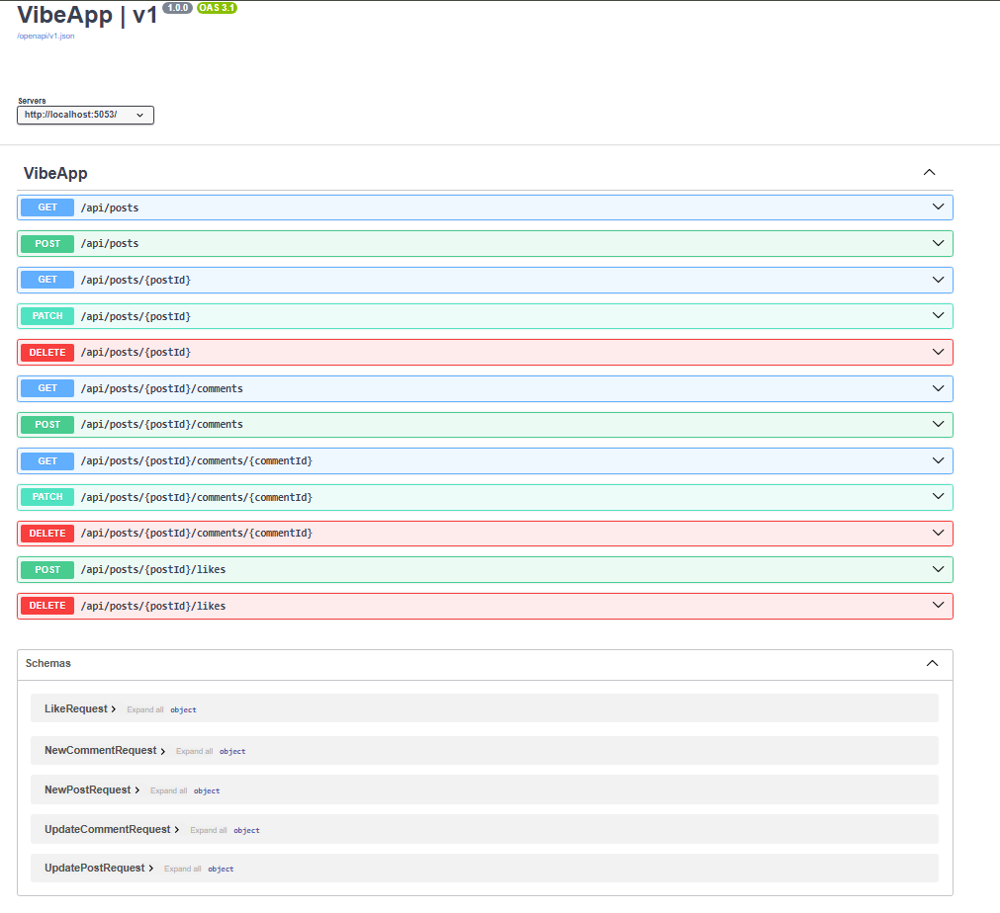 VibeApp | v1 1.0.0 OAS 3.1
/openapi/v1.json
Servers
http://localhost:5053/
VibeApp
GET /api/posts
POST /api/posts
GET /api/posts/{postId}
PATCH /api/posts/{postId}
DELETE /api/posts/{postId}
GET /api/posts/{postId}/comments
POST /api/posts/{postId}/comments
GET /api/posts/{postId}/comments/{commentId}
PATCH /api/posts/{postId}/comments/{commentId}
DELETE /api/posts/{postId}/comments/{commentId}
POST /api/posts/{postId}/likes
DELETE /api/posts/{postId}/likes
Schemas
LikeRequest Expand all object
NewCommentRequest Expand all object
NewPostRequest Expand all object
UpdateCommentRequest Expand all object
UpdatePostRequest Expand all object